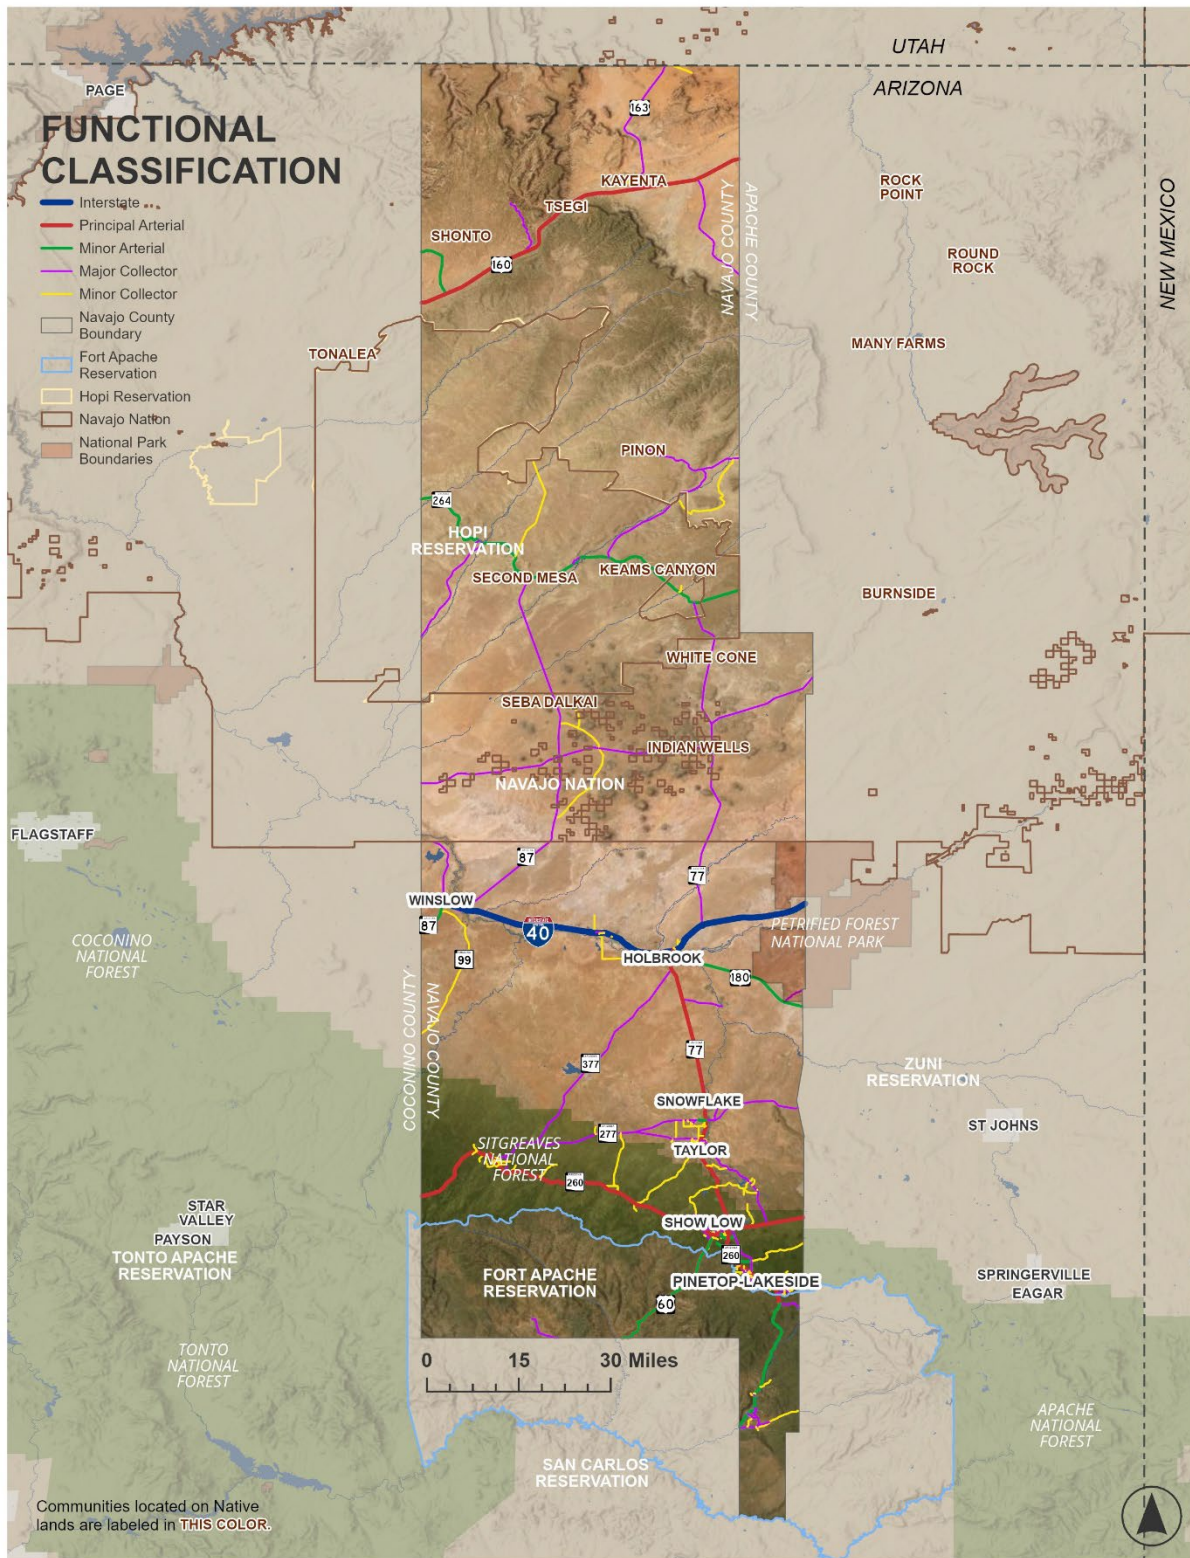 UTAH
ARIZONA
NEW MEXICO
PAGE
FUNCTIONAL
CLASSIFICATION
Interstate
Principal Arterial
Minor Arterial
Major Collector
Minor Collector
Navajo County
Boundary
Fort Apache
Reservation
Hopi Reservation
Navajo Nation
National Park
Boundaries
163
KAYENTA
TSEGI
SHONTO
160
NAVAJO COUNTY
APACHE COUNTY
ROCK
POINT
ROUND
ROCK
MANY FARMS
TONALEA
PINON
264
HOPI
RESERVATION
SECOND MESA
KEAMS CANYON
BURNSIDE
WHITE CONE
SEBA DALKAI
INDIAN WELLS
NAVAJO NATION
FLAGSTAFF
87
77
WINSLOW
87
INTERSTATE
40
PETRIFIED FOREST
NATIONAL PARK
COCONINO
NATIONAL
FOREST
99
HOLBROOK
180
COCONINO COUNTY
NAVAJO COUNTY
77
377
ZUNI
RESERVATION
SNOWFLAKE
277
ST JOHNS
SITGREAVES
NATIONAL
FOREST
TAYLOR
260
STAR
VALLEY
PAYSON
TONTO APACHE
RESERVATION
SHOW LOW
260
FORT APACHE
RESERVATION
PINETOP-LAKESIDE
SPRINGERVILLE
EAGAR
60
TONTO
NATIONAL
FOREST
0 15 30 Miles
APACHE
NATIONAL
FOREST
SAN CARLOS
RESERVATION
Communities located on Native
lands are labeled in THIS COLOR.